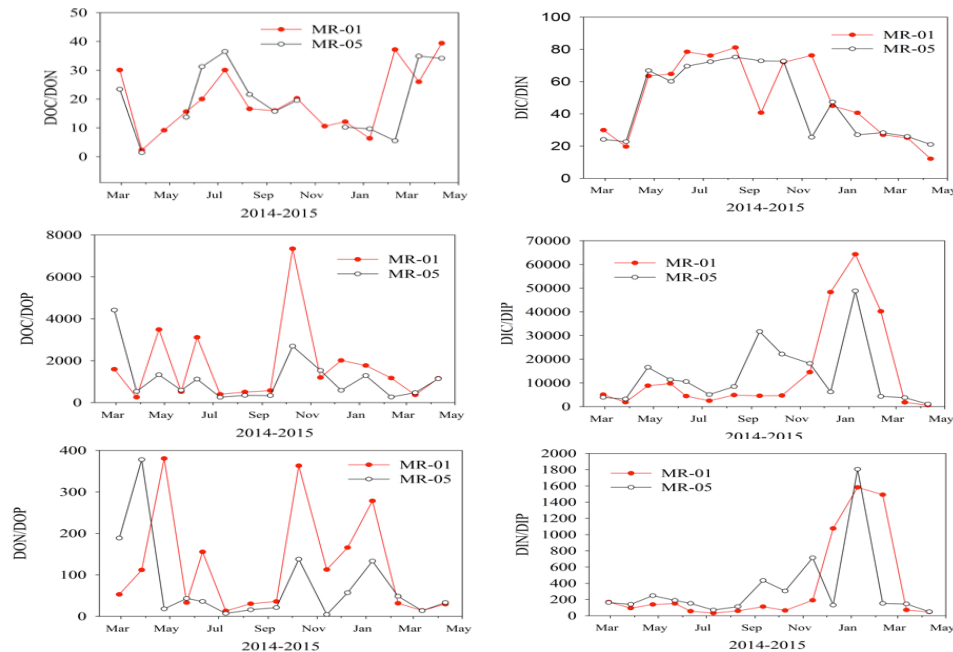 50
40
30
20
10
0
DOC/DON
MR-01
MR-05
Mar May Jul Sep Nov Jan Mar May
2014-2015
100
80
60
40
20
0
DIC/DIN
MR-01
MR-05
Mar May Jul Sep Nov Jan Mar May
2014-2015
8000
6000
4000
2000
0
DOC/DOP
MR-01
MR-05
Mar May Jul Sep Nov Jan Mar May
2014-2015
70000
60000
50000
40000
30000
20000
10000
0
DIC/DIP
MR-01
MR-05
Mar May Jul Sep Nov Jan Mar May
2014-2015
400
300
200
100
0
DON/DOP
MR-01
MR-05
Mar May Jul Sep Nov Jan Mar May
2014-2015
2000
1800
1600
1400
1200
1000
800
600
400
200
0
DIN/DIP
MR-01
MR-05
Mar May Jul Sep Nov Jan Mar May
2014-2015